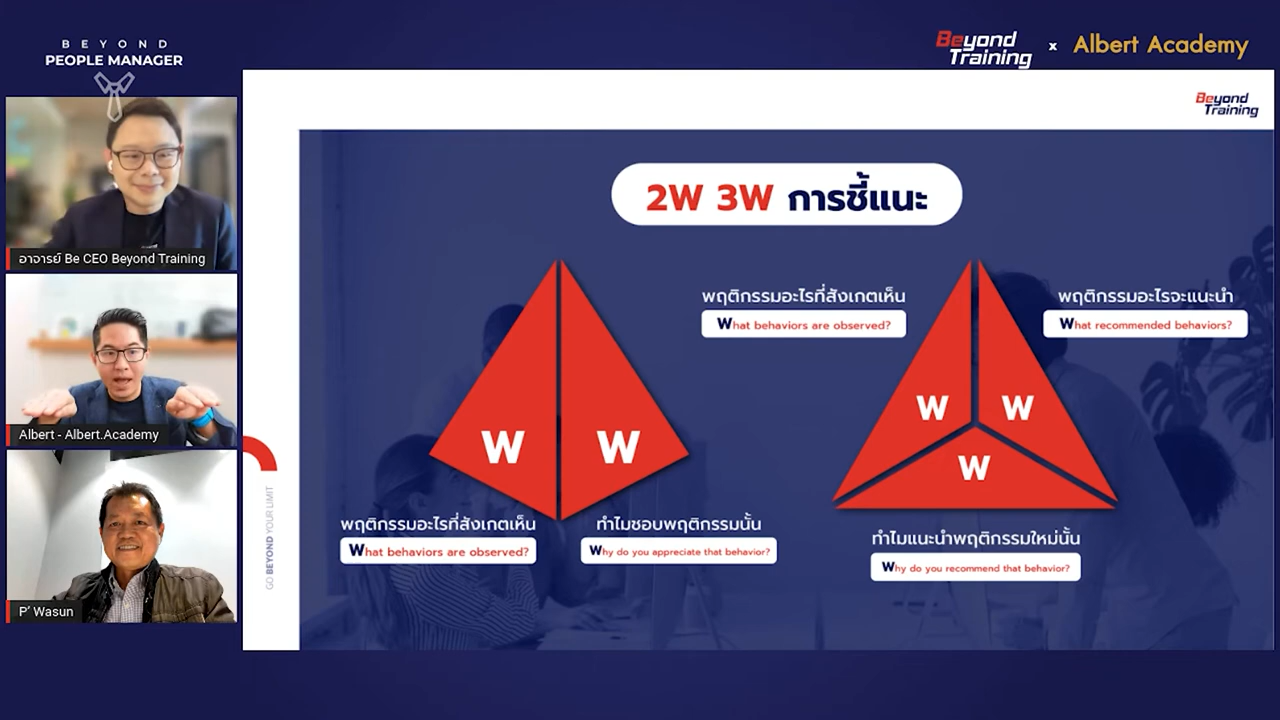 BEYOND
PEOPLE MANAGER
Beyond
Training
x
Albert Academy
Beyond
Training
อาจารย์ Be CEO Beyond Training
Albert - Albert.Academy
P' Wasun
GO BEYOND YOUR LIMIT
2W 3W การชี้แนะ
W
W
พฤติกรรมอะไรที่สังเกตเห็น
What behaviors are observed?
ทำไมชอบพฤติกรรมนั้น
Why do you appreciate that behavior?
พฤติกรรมอะไรที่สังเกตเห็น
What behaviors are observed?
พฤติกรรมอะไรจะแนะนำ
What recommended behaviors?
W
W
W
ทำไมแนะนำพฤติกรรมใหม่นั้น
Why do you recommend that behavior?